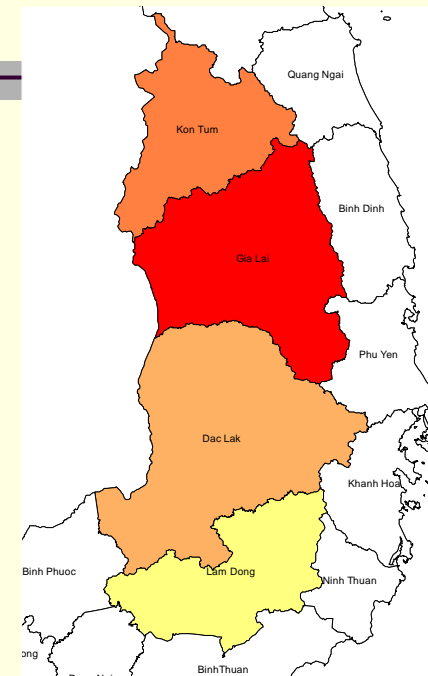 Quang Ngai
Kon Tum
Binh Dinh
Gia Lai
Phu Yen
Dac Lak
Khanh Hoa
Binh Phuoc
Lam Dong
Ninh Thuan
ong
BinhThuan